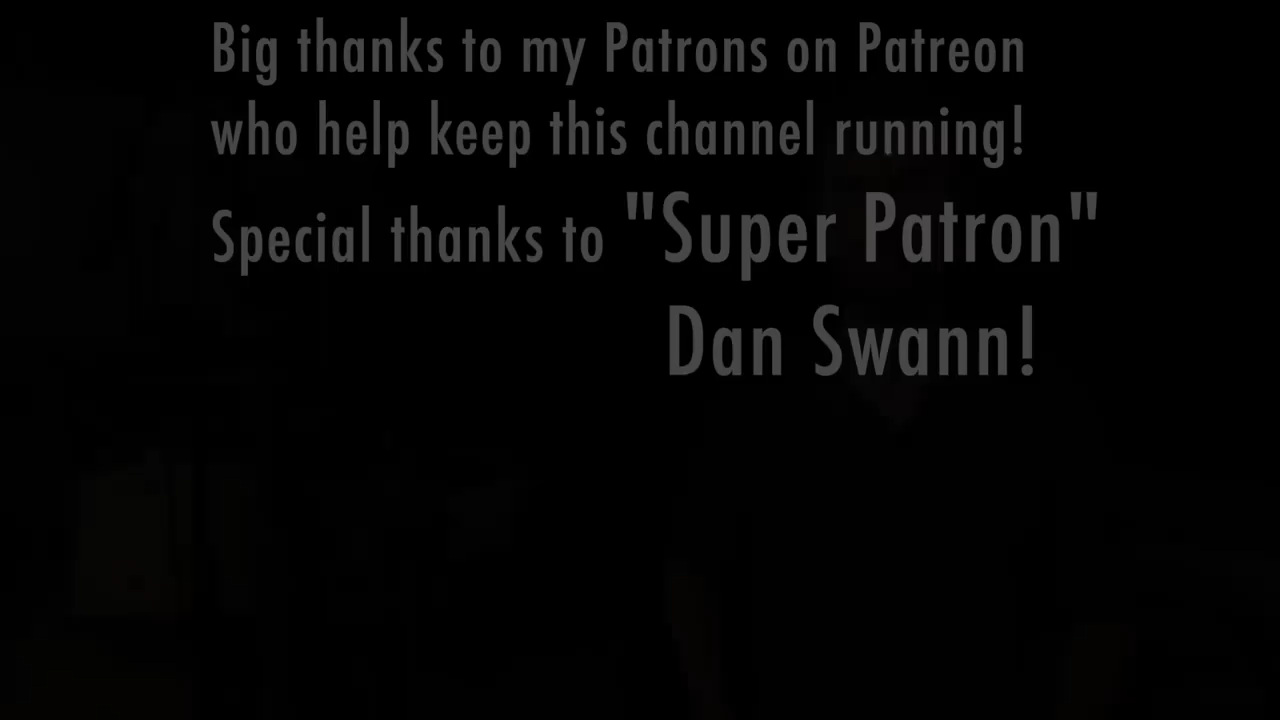 Big thanks to my Patrons on Patreon
who help keep this channel running!
Special thanks to "Super Patron"
Dan Swann!